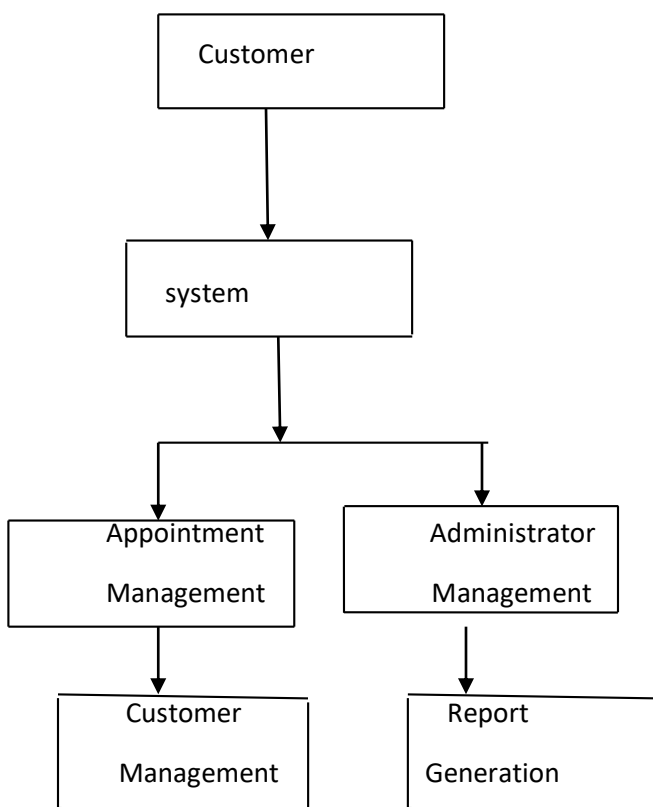 Customer
system
Appointment
Management
Administrator
Management
Customer
Management
Report
Generation